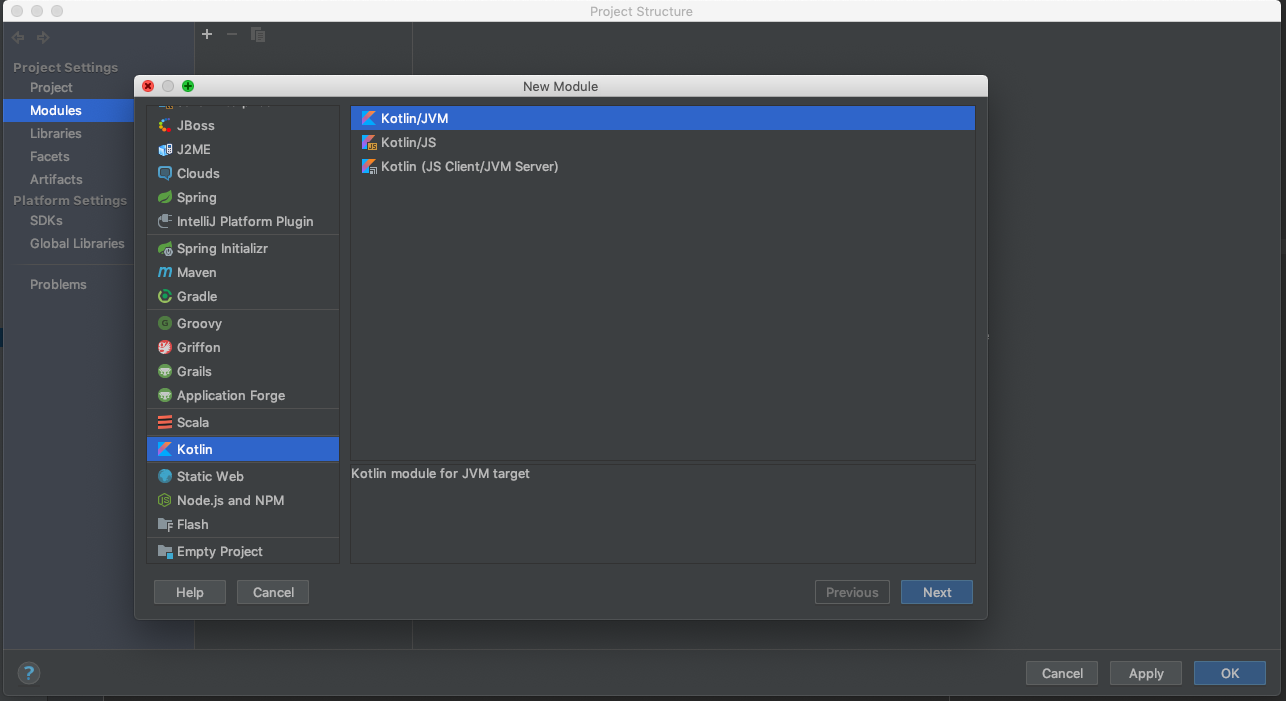 Project Structure
Project Settings
Project
Modules
Libraries
Facets
Artifacts
Platform Settings
SDKs
Global Libraries
Problems
New Module
JBoss
J2ME
Clouds
Spring
IntelliJ Platform Plugin
Spring Initializr
Maven
Gradle
Groovy
Griffon
Grails
Application Forge
Scala
Kotlin
Static Web
Node.js and NPM
Flash
Empty Project
Kotlin/JVM
Kotlin/JS
Kotlin (JS Client/JVM Server)
Kotlin module for JVM target
Help
Cancel
Previous
Next
?
Cancel
Apply
OK